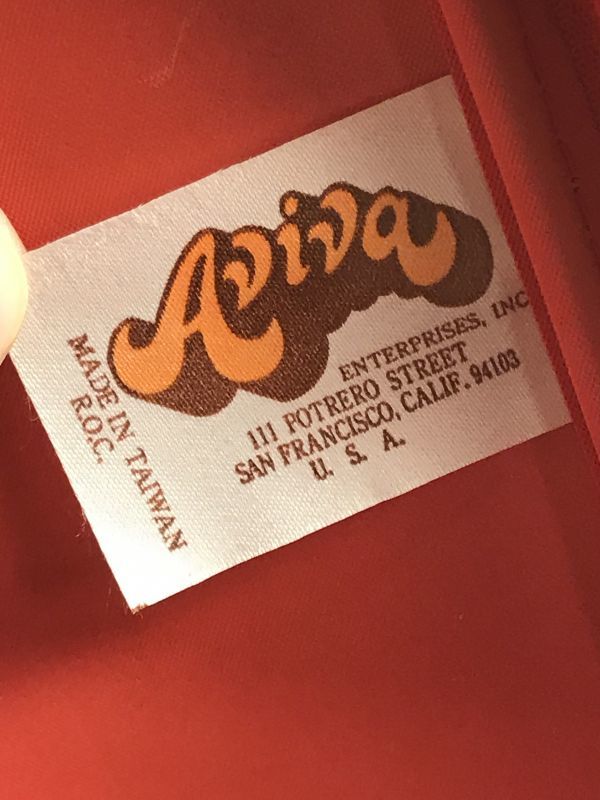 Aviva
ENTERPRISES, INC
111 POTRERO STREET
SAN FRANCISCO, CALIF. 94103
U. S. A.
MADE IN TAIWAN
R.O.C.